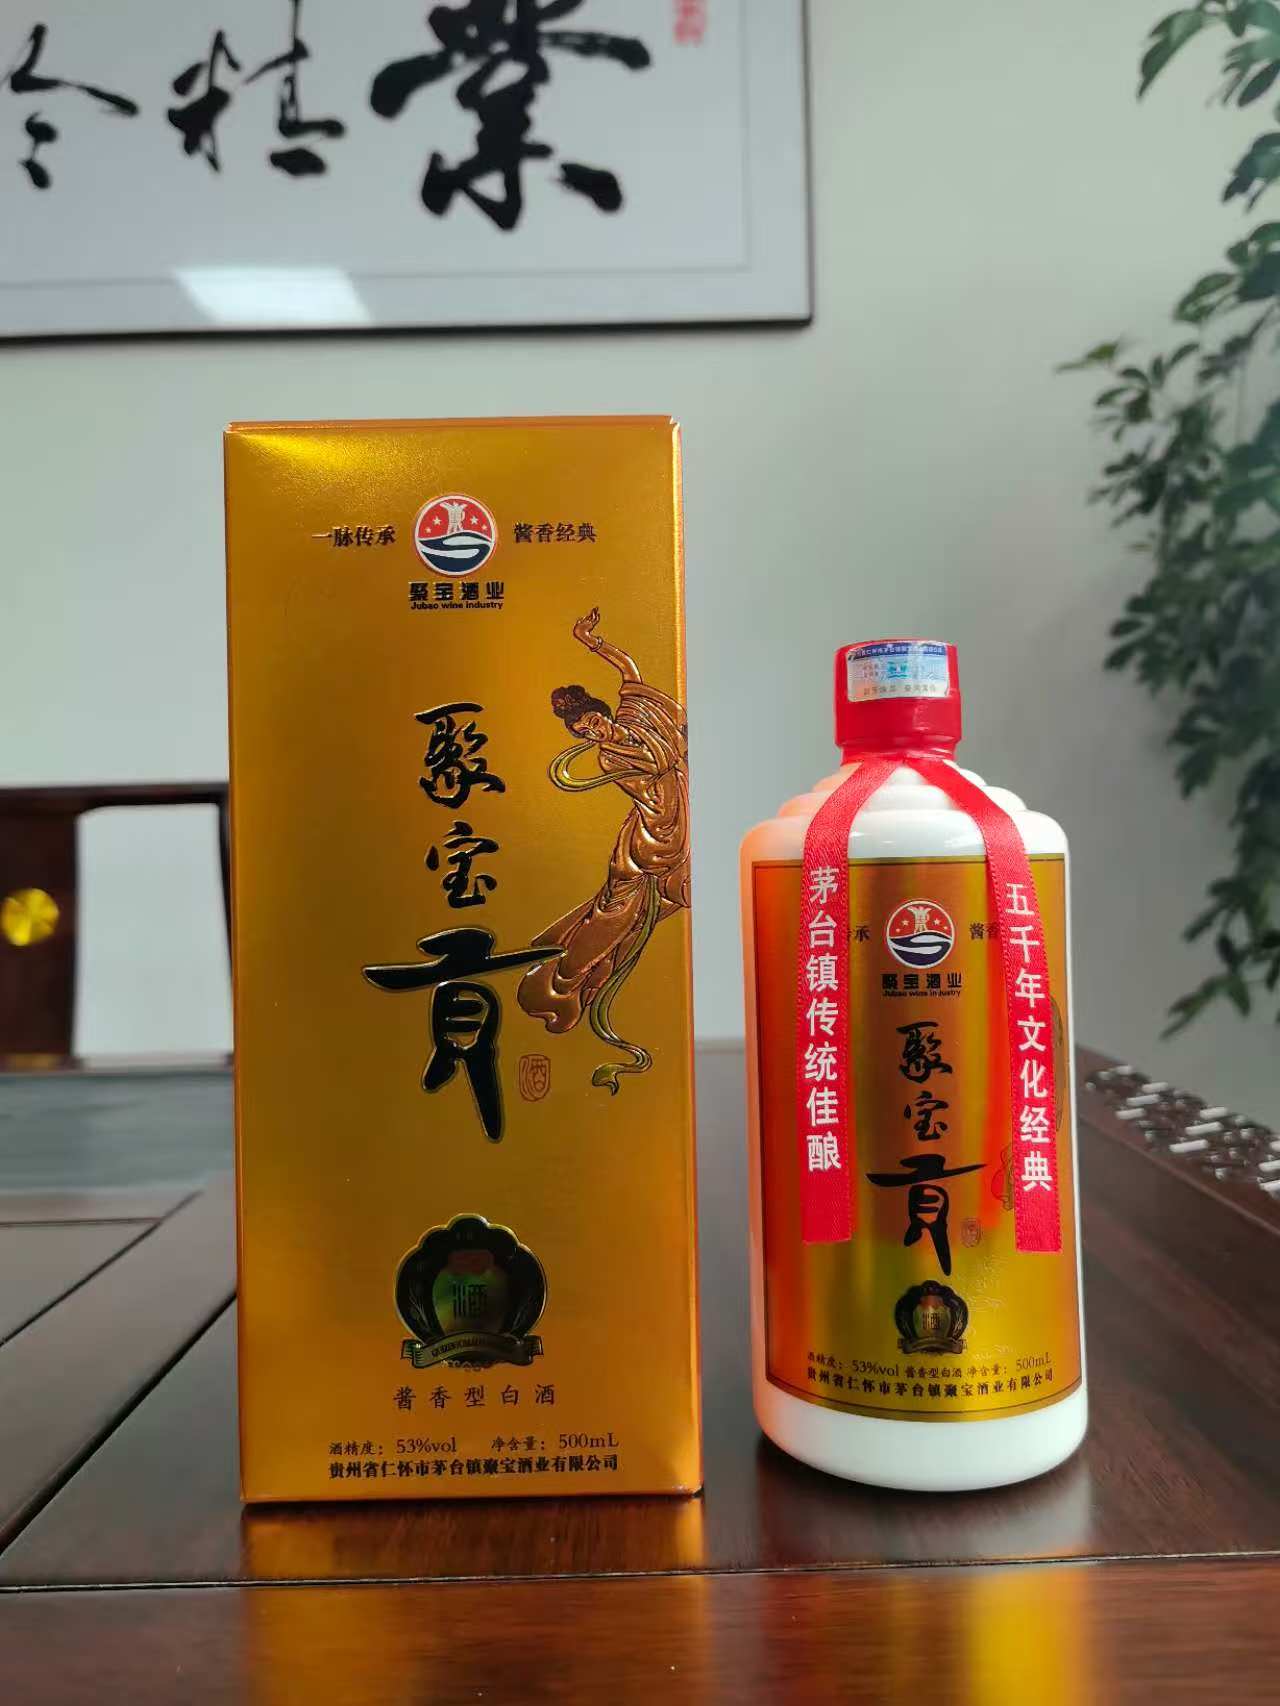 精
業
一脉传承
酱香经典
聚宝酒业
Jubao wine industry
聚宝贡
酒
酱香型白酒
酒精度：53%vol 净含量：500mL
贵州省仁怀市茅台镇聚宝酒业有限公司
茅台镇传统佳酿
五千年文化经典
承
酱香
聚宝酒业
Jubao wine industry
聚宝贡
酒精度：53%vol 酱香型白酒 净含量：500mL
贵州省仁怀市茅台镇聚宝酒业有限公司